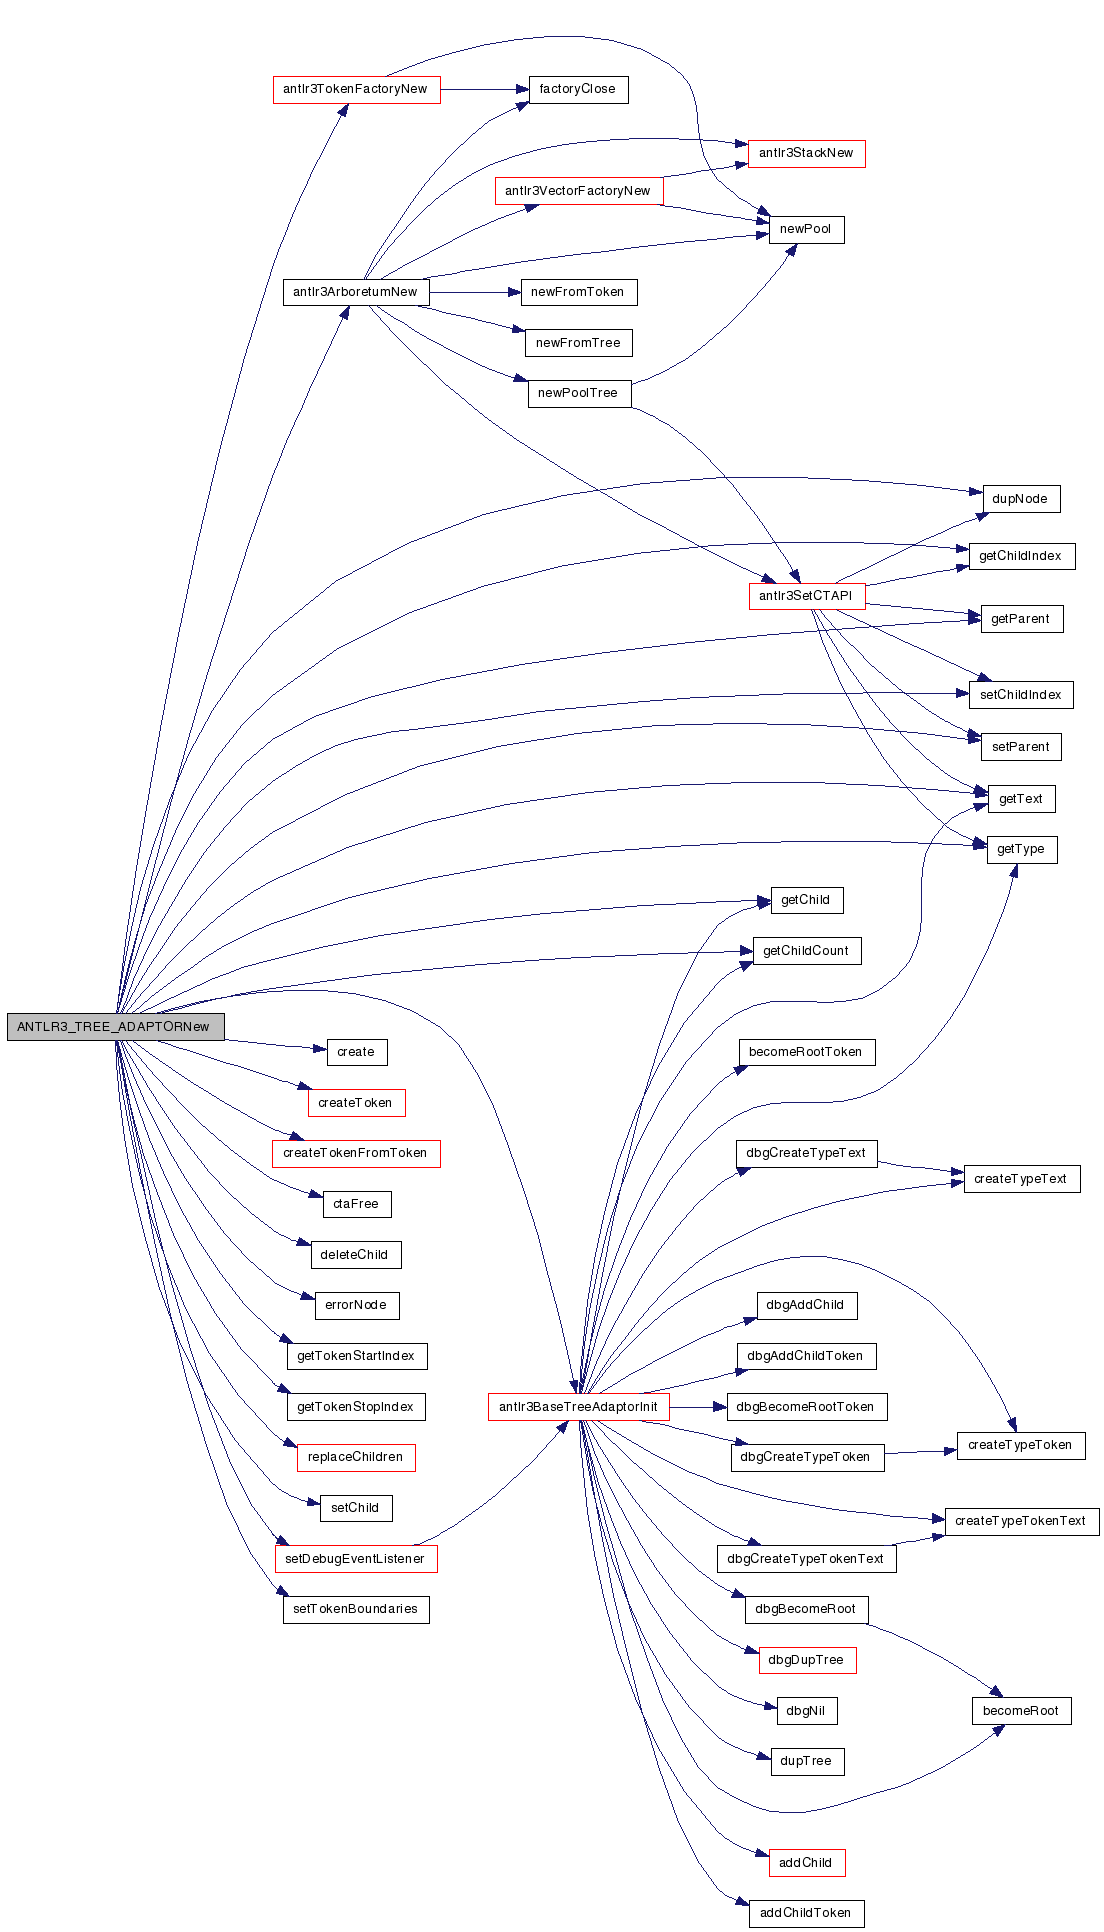 antlr3TokenFactoryNew
factoryClose
antlr3StackNew
antlr3VectorFactoryNew
newPool
antlr3ArboretumNew
newFromToken
newFromTree
newPoolTree
dupNode
getChildIndex
antlr3SetCTAPI
getParent
setChildIndex
setParent
getText
getType
getChild
getChildCount
ANTLR3_TREE_ADAPTORNew
create
becomeRootToken
createToken
createTokenFromToken
dbgCreateTypeText
createTypeText
ctaFree
deleteChild
errorNode
dbgAddChild
getTokenStartIndex
dbgAddChildToken
getTokenStopIndex
antlr3BaseTreeAdaptorInit
dbgBecomeRootToken
replaceChildren
dbgCreateTypeToken
createTypeToken
setChild
createTypeTokenText
setDebugEventListener
dbgCreateTypeTokenText
setTokenBoundaries
dbgBecomeRoot
dbgDupTree
dbgNil
becomeRoot
dupTree
addChild
addChildToken